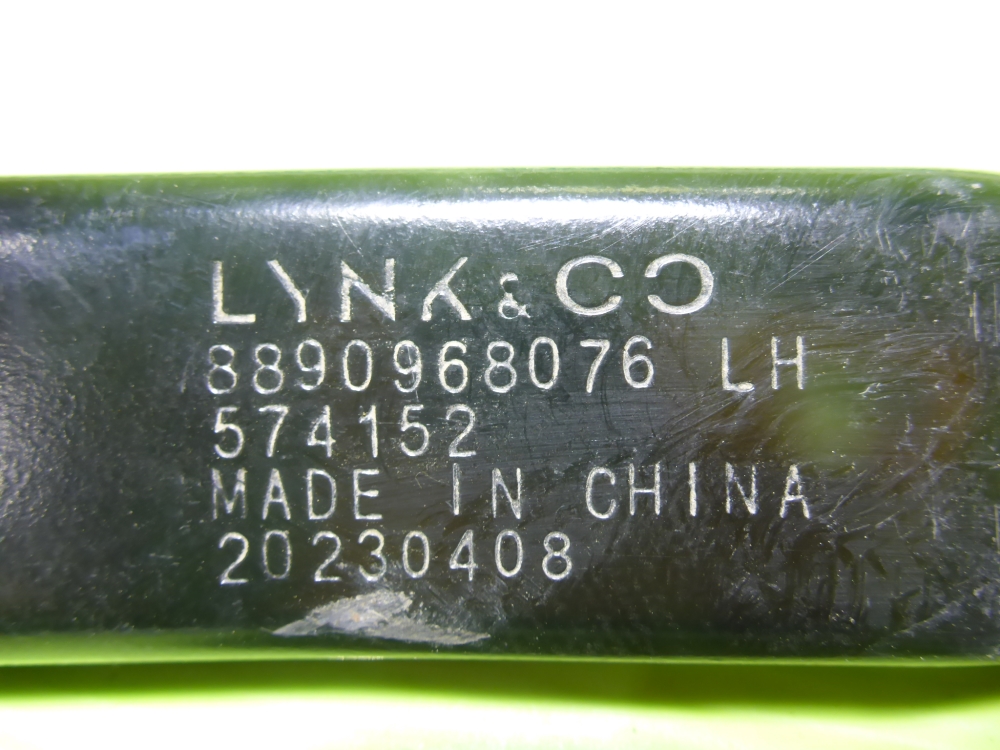 LYNK & CO
8890968076 LH
574152
MADE IN CHINA
20230408